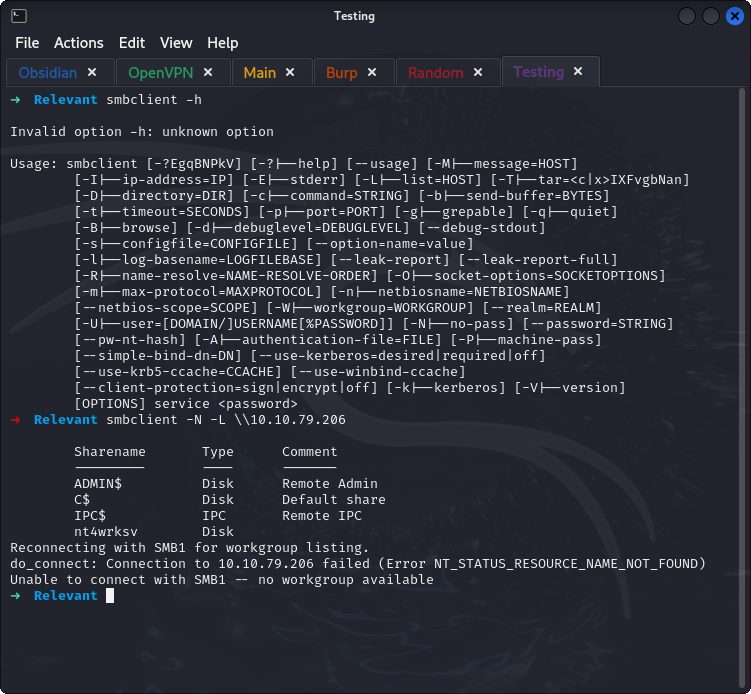 Testing
File Actions Edit View Help
Obsidian × OpenVPN × Main × Burp × Random × Testing ×
→ Relevant smbclient -h
Invalid option -h: unknown option
Usage: smbclient [-?EgqBNPkV] [-?|--help] [--usage] [-M|--message=HOST]
[-I|--ip-address=IP] [-E|--stderr] [-L|--list=HOST] [-T|--tar=<c|x>IXFvgbNan]
[-D|--directory=DIR] [-c|--command=STRING] [-b|--send-buffer=BYTES]
[-t|--timeout=SECONDS] [-p|--port=PORT] [-g|--grepable] [-q|--quiet]
[-B|--browse] [-d|--debuglevel=DEBUGLEVEL] [--debug-stdout]
[-s|--configfile=CONFIGFILE] [--option=name=value]
[-l|--log-basename=LOGFILEBASE] [--leak-report] [--leak-report-full]
[-R|--name-resolve=NAME-RESOLVE-ORDER] [-O|--socket-options=SOCKETOPTIONS]
[-m|--max-protocol=MAXPROTOCOL] [-n|--netbiosname=NETBIOSNAME]
[--netbios-scope=SCOPE] [-W|--workgroup=WORKGROUP] [--realm=REALM]
[-U|--user=[DOMAIN/]USERNAME[%PASSWORD]] [-N|--no-pass] [--password=STRING]
[--pw-nt-hash] [-A|--authentication-file=FILE] [-P|--machine-pass]
[--simple-bind-dn=DN] [--use-kerberos=desired|required|off]
[--use-krb5-ccache=CCACHE] [--use-winbind-ccache]
[--client-protection=sign|encrypt|off] [-k|--kerberos] [-V|--version]
[OPTIONS] service <password>
→ Relevant smbclient -N -L \\10.10.79.206
Sharename Type Comment
--------- ---- -------
ADMIN$ Disk Remote Admin
C$ Disk Default share
IPC$ IPC Remote IPC
nt4wrksv Disk
Reconnecting with SMB1 for workgroup listing.
do_connect: Connection to 10.10.79.206 failed (Error NT_STATUS_RESOURCE_NAME_NOT_FOUND)
Unable to connect with SMB1 -- no workgroup available
→ Relevant